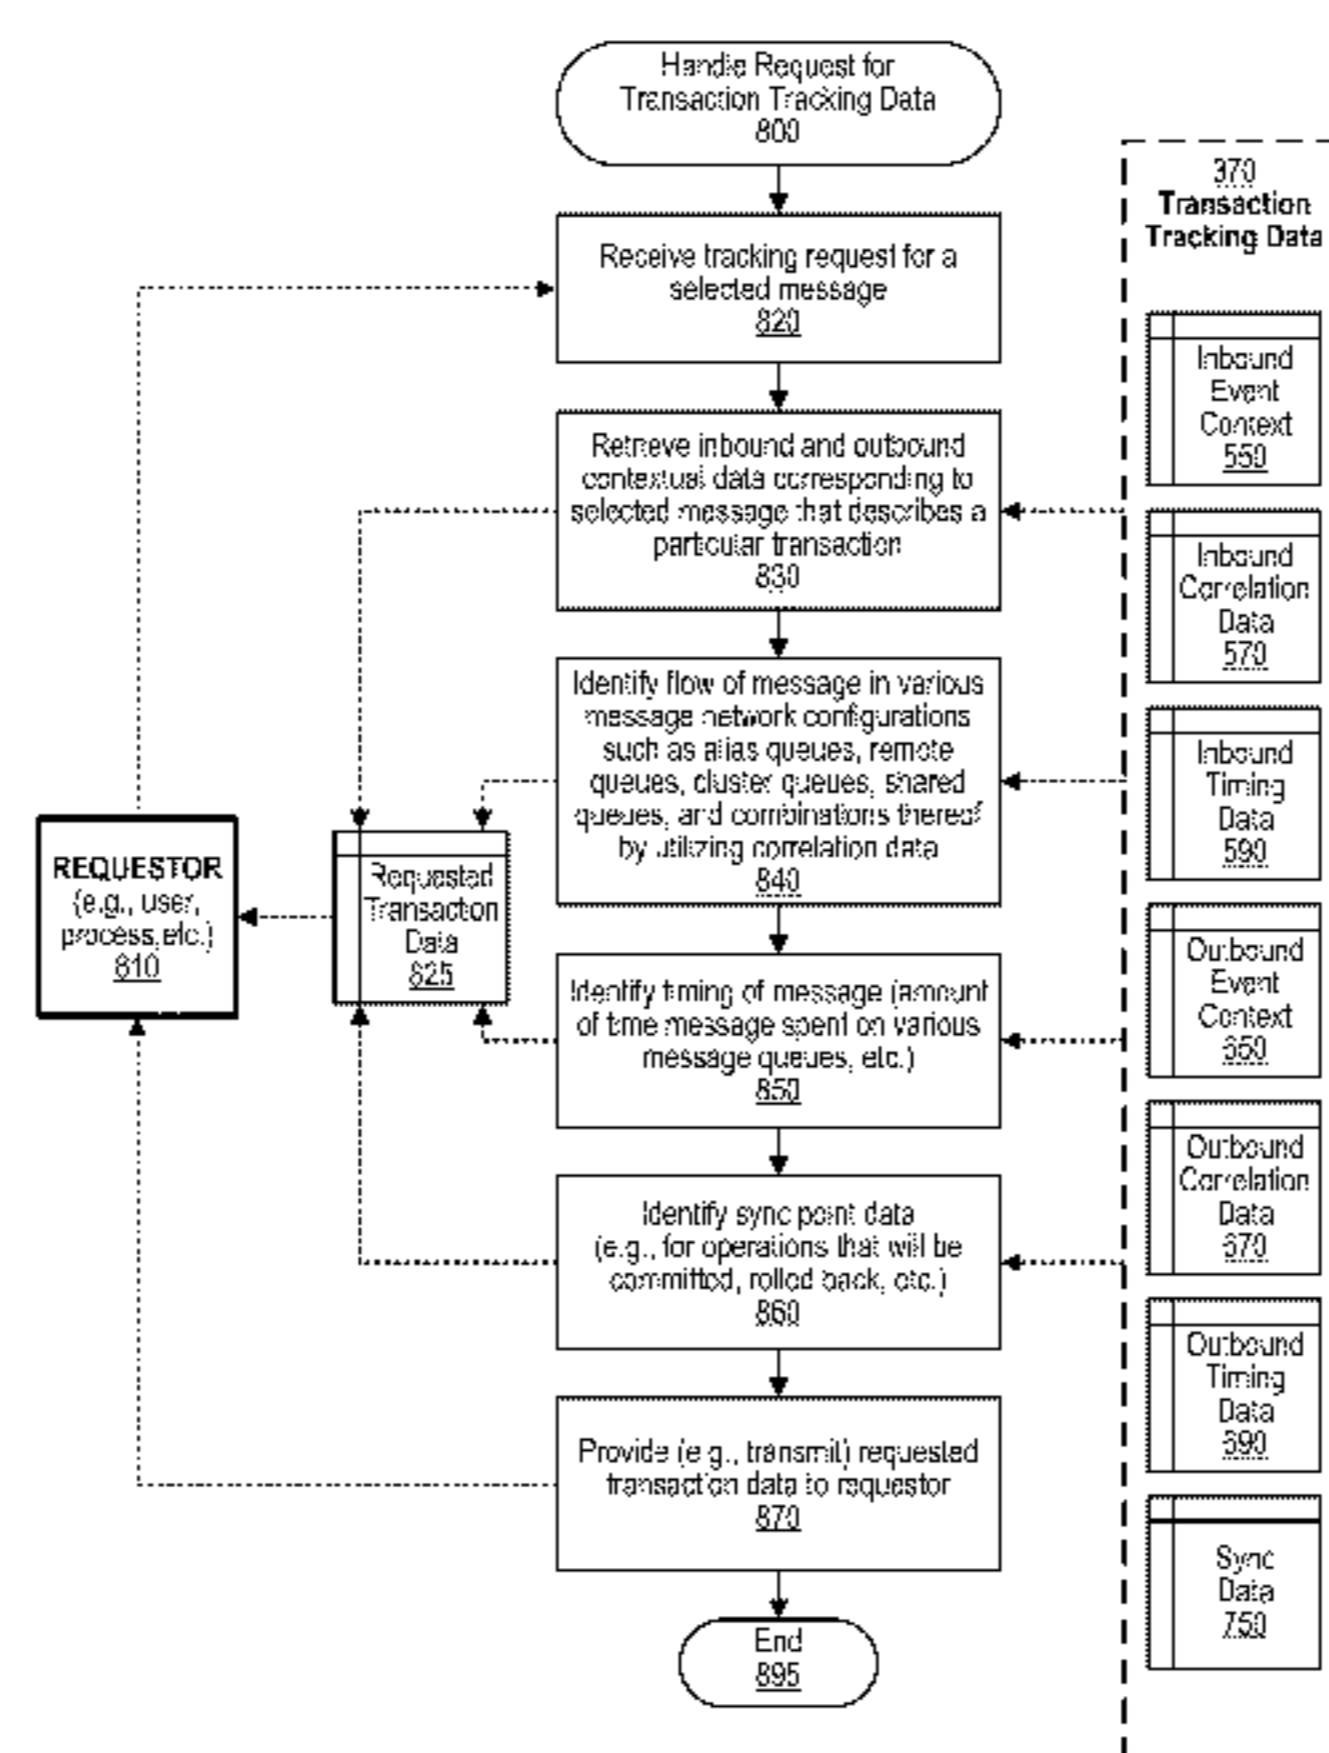 Handle Request for
Transaction Tracking Data
800
Receive tracking request for a
selected message
820
Retrieve inbound and outbound
contextual data corresponding to
selected message that describes a
particular transaction
830
Identify flow of message in various
message network configurations
such as alias queues, remote
queues, cluster queues, shared
queues, and combinations thereof
by utilizing correlation data
840
Identify timing of message (amount
of time message spent on various
message queues, etc.)
850
Identify sync point data
(e.g., for operations that will be
committed, rolled back, etc.)
860
Provide (e.g., transmit) requested
transaction data to requestor
870
End
895
REQUESTOR
(e.g., user,
process,etc.)
810
Requested
Transaction
Data
825
370
Transaction
Tracking Data
Inbound
Event
Context
550
Inbound
Correlation
Data
570
Inbound
Timing
Data
590
Outbound
Event
Context
650
Outbound
Correlation
Data
670
Outbound
Timing
Data
690
Sync
Data
750